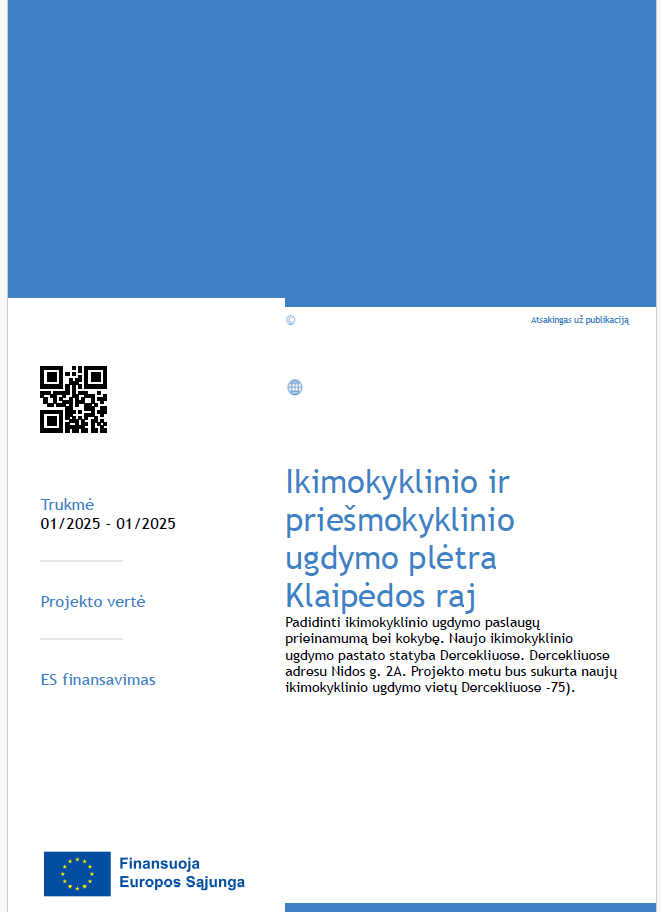 ©
Atsakingas už publikaciją
Trukmė
01/2025 - 01/2025
Projekto vertė
ES finansavimas
Ikimokyklinio ir
priešmokyklinio
ugdymo plėtra
Klaipėdos raj
Padidinti ikimokyklinio ugdymo paslaugų
prieinamumą bei kokybę. Naujo ikimokyklinio
ugdymo pastato statyba Dercekliuose. Dercekliuose
adresu Nidos g. 2A. Projekto metu bus sukurta naujų
ikimokyklinio ugdymo vietų Dercekliuose -75).
Finansuoja
Europos Sąjunga